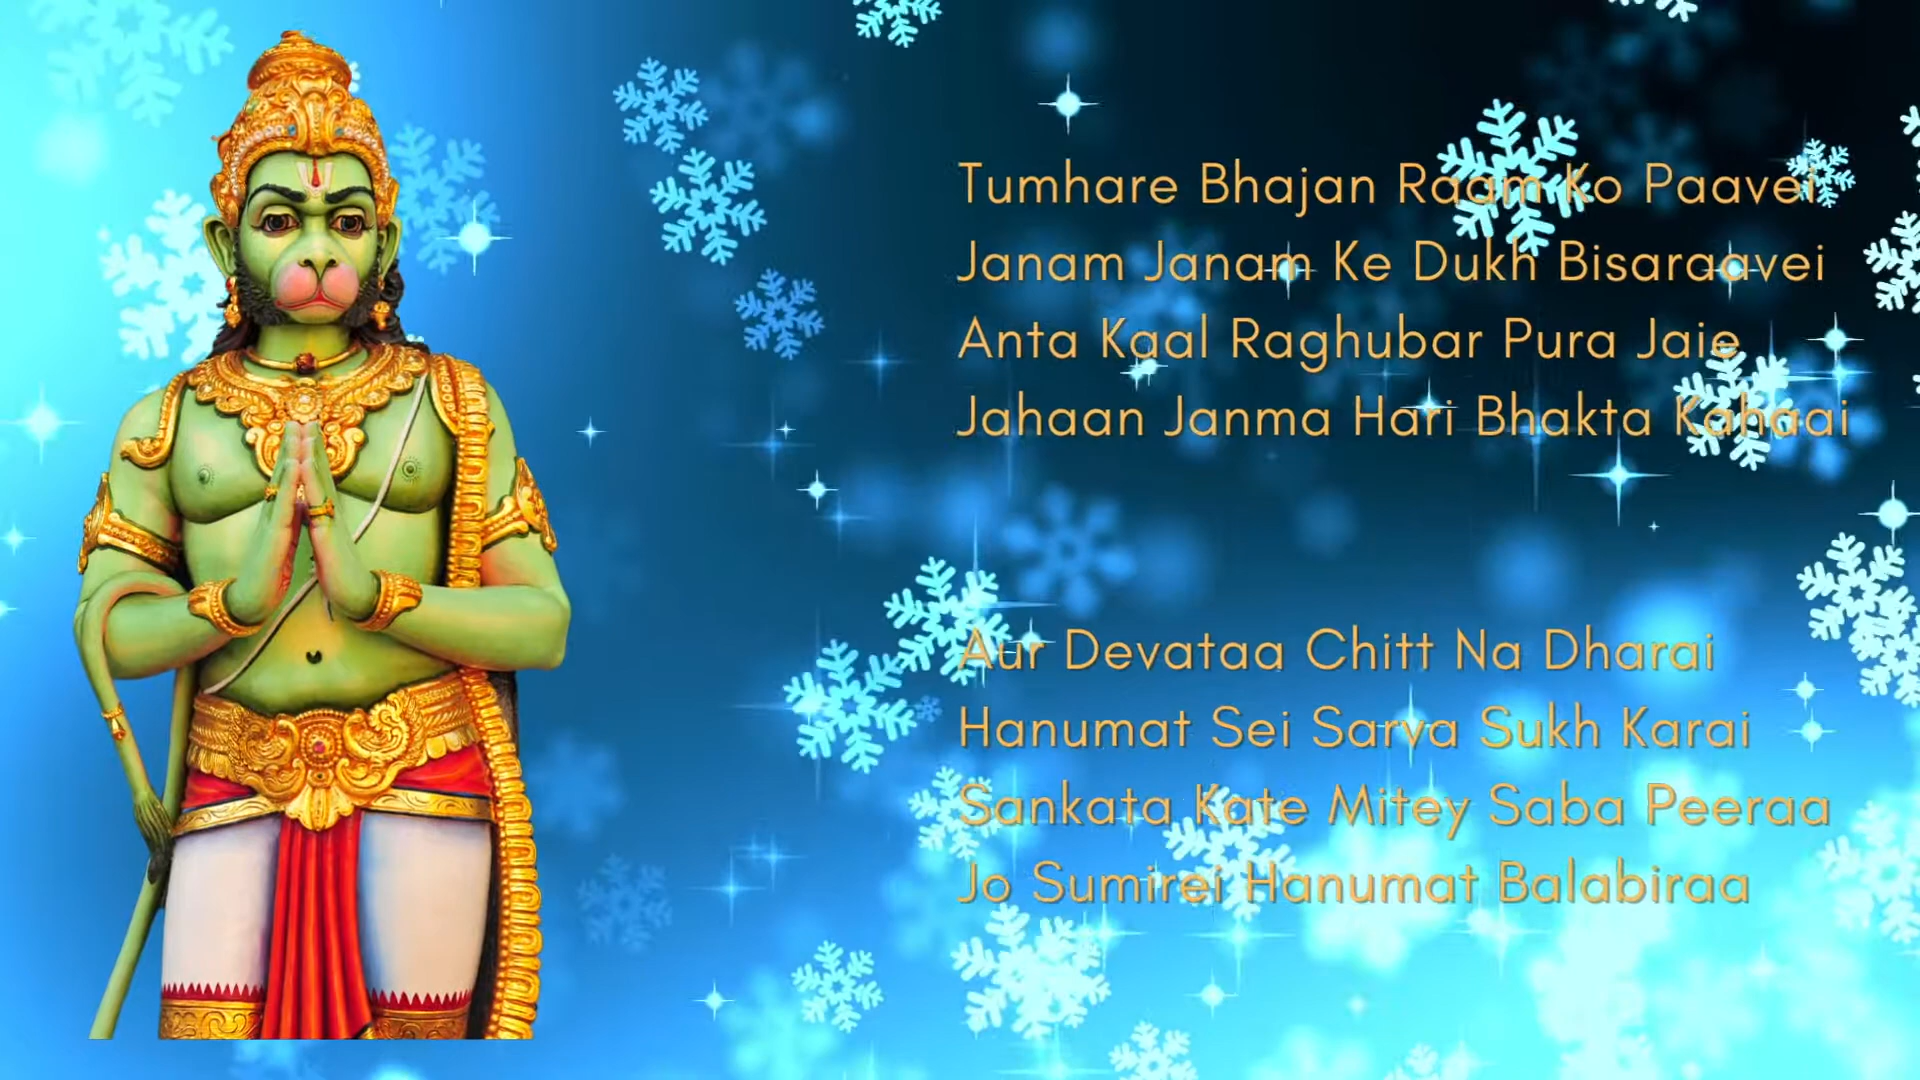 Tumhare Bhajan Raam Ko Paavei
Janam Janam Ke Dukh Bisaraavei
Anta Kaal Raghubar Pura Jaie
Jahaan Janma Hari Bhakta Kahaai
Aur Devataa Chitt Na Dharai
Hanumat Sei Sarva Sukh Karai
Sankata Kate Mitey Saba Peeraa
Jo Sumirei Hanumat Balabiraa